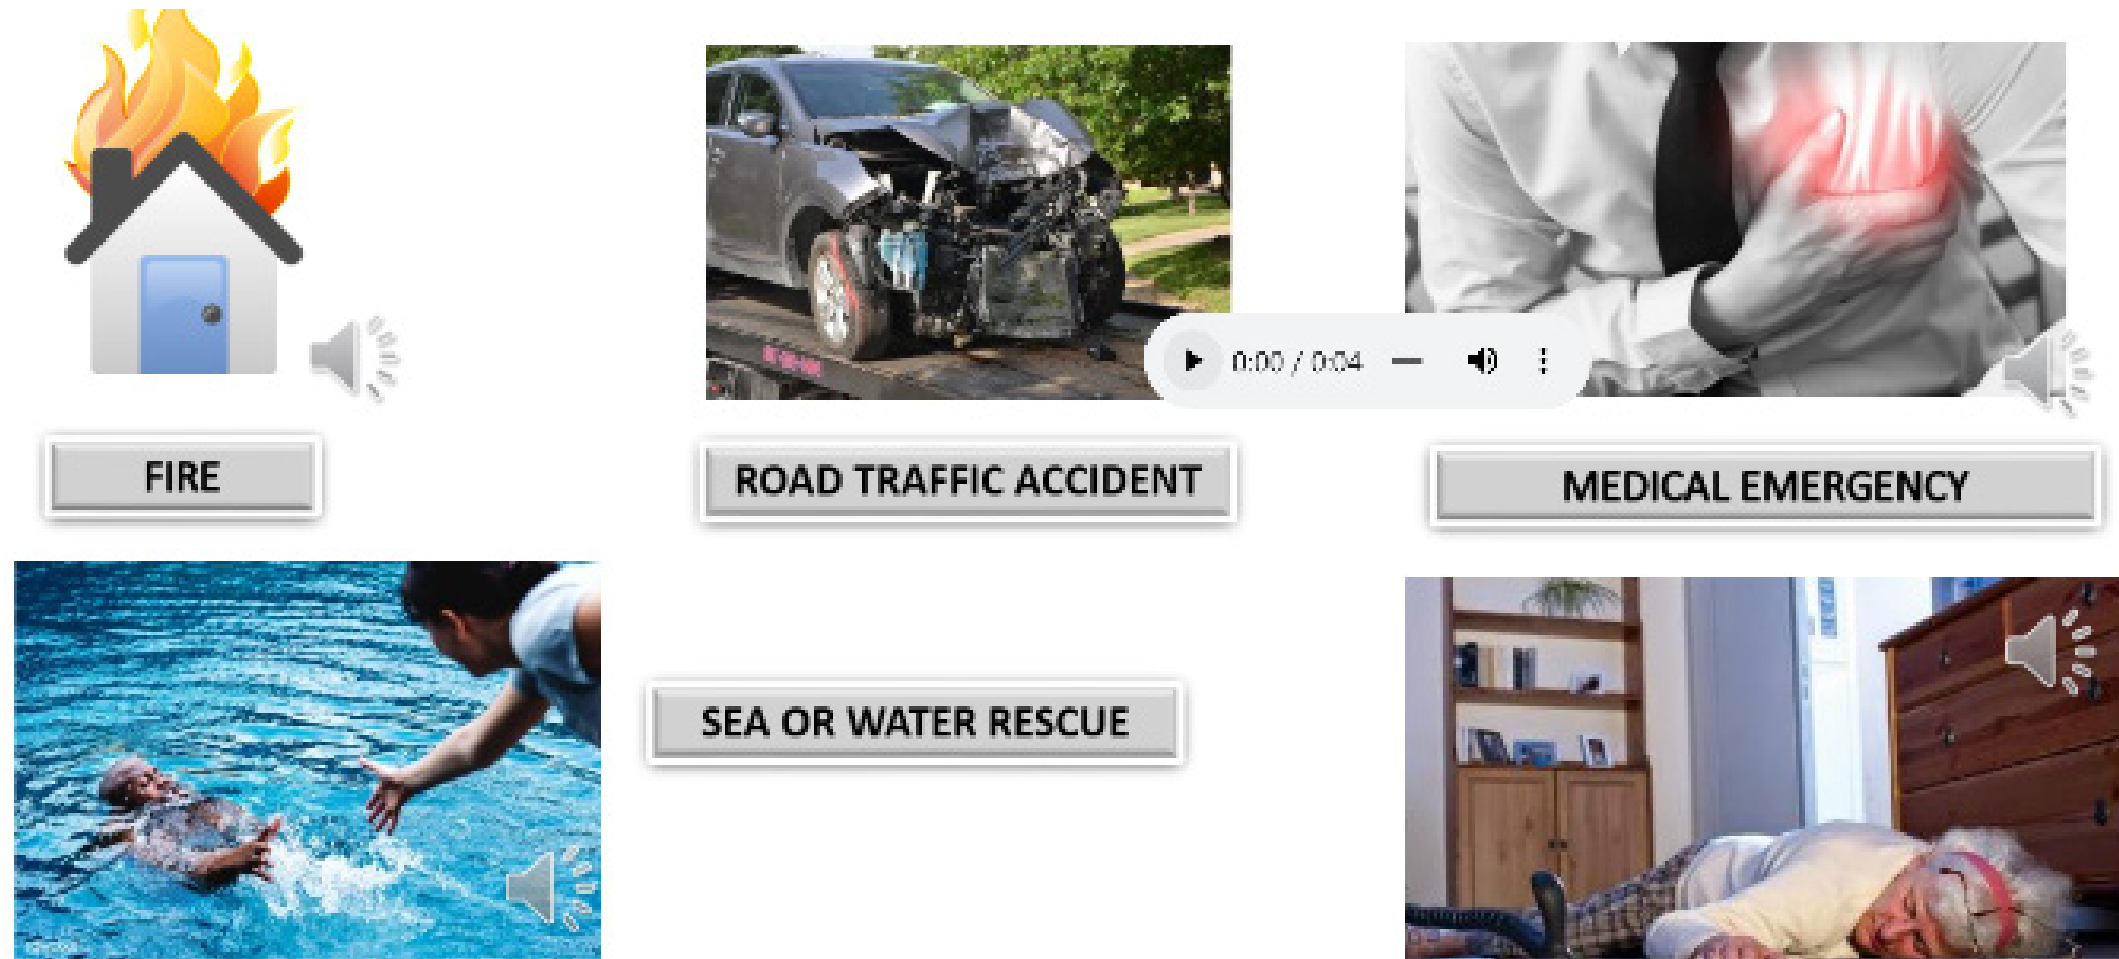 0:00 / 0:04
FIRE
ROAD TRAFFIC ACCIDENT
MEDICAL EMERGENCY
SEA OR WATER RESCUE